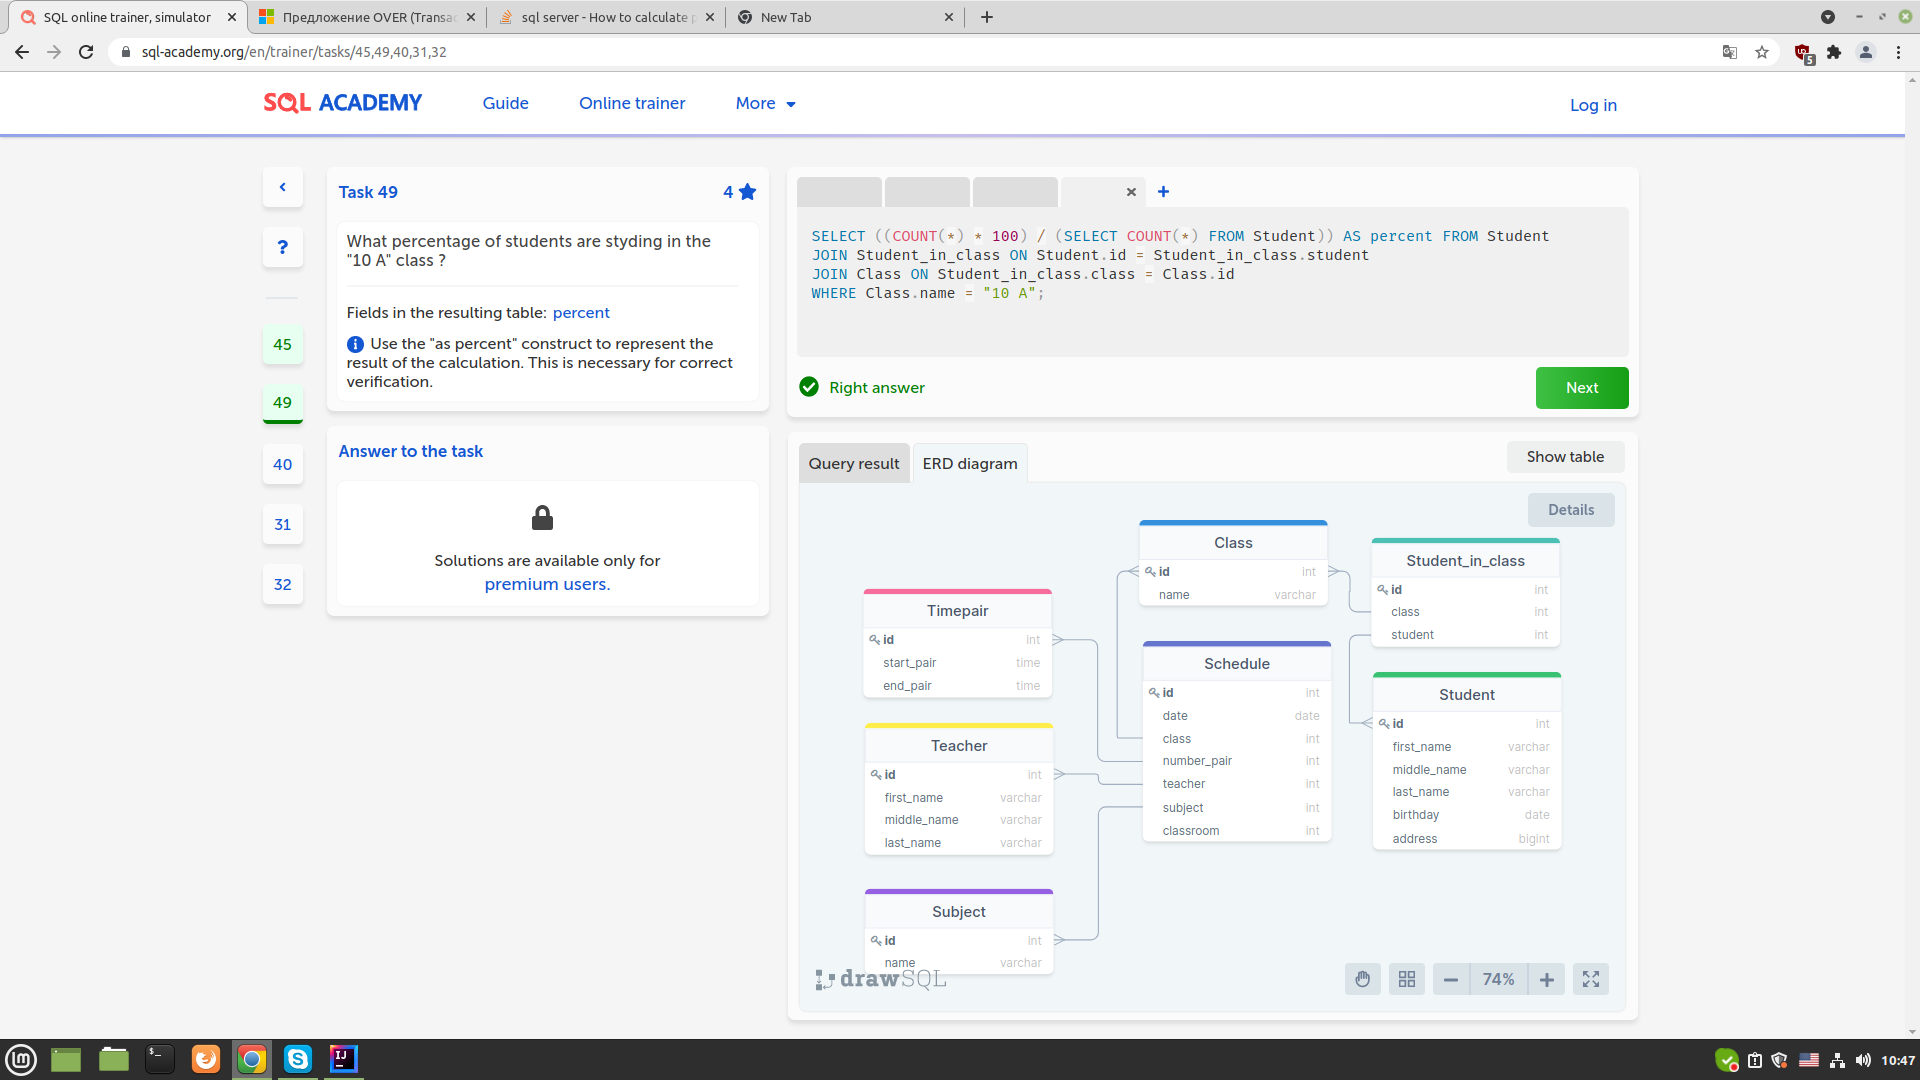 SQL online trainer, simulator
Предложение OVER (Transac
sql server - How to calculate p
New Tab
sql-academy.org/en/trainer/tasks/45,49,40,31,32
5
SQL ACADEMY
Guide
Online trainer
More
Log in
?
45
49
40
31
32
Task 49
4
What percentage of students are styding in the
"10 A" class ?
Fields in the resulting table: percent
Use the "as percent" construct to represent the
result of the calculation. This is necessary for correct
verification.
Answer to the task
Solutions are available only for
premium users.
SELECT ((COUNT(*) * 100) / (SELECT COUNT(*) FROM Student)) AS percent FROM Student
JOIN Student_in_class ON Student.id = Student_in_class.student
JOIN Class ON Student_in_class.class = Class.id
WHERE Class.name = "10 A";
Right answer
Next
Query result
ERD diagram
Show table
Details
Timepair
id int
start_pair time
end_pair time
Teacher
id int
first_name varchar
middle_name varchar
last_name varchar
Subject
id int
name varchar
Class
id int
name varchar
Schedule
id int
date date
class int
number_pair int
teacher int
subject int
classroom int
Student_in_class
id int
class int
student int
Student
id int
first_name varchar
middle_name varchar
last_name varchar
birthday date
address bigint
drawSQL
74%
10:47